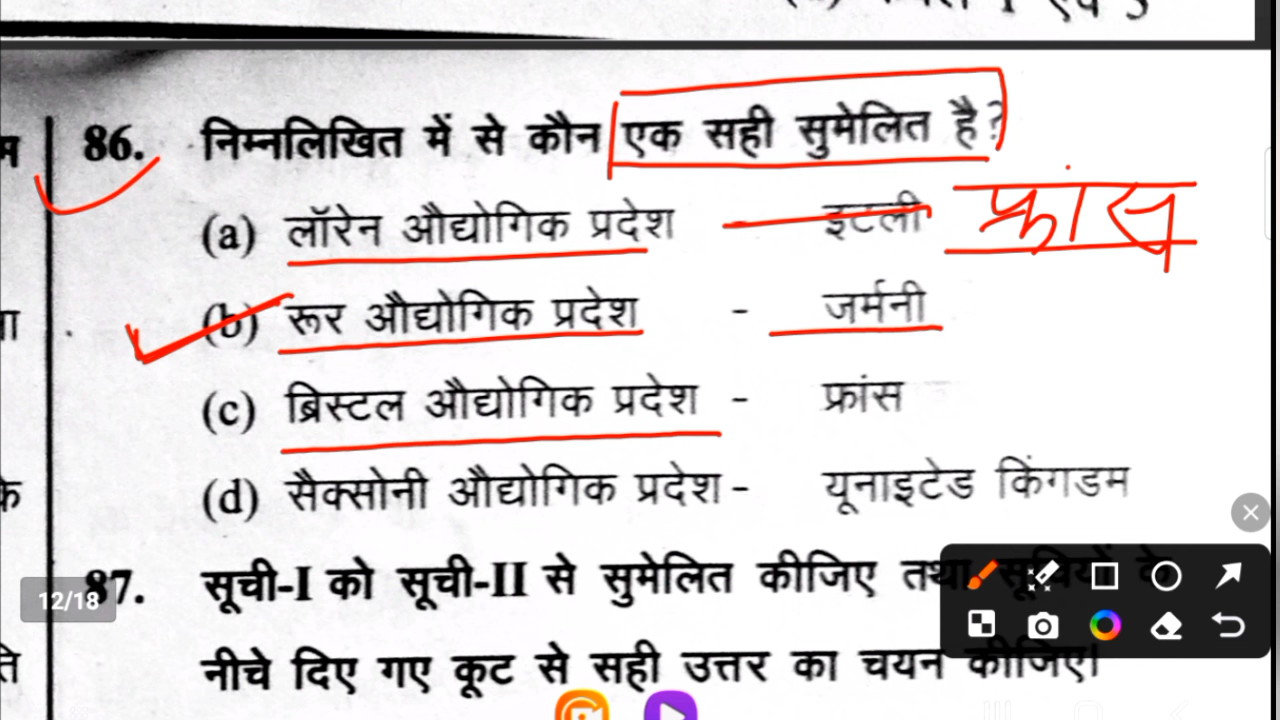 86. निम्नलिखित में से कौन एक सही सुमेलित है?
(a) लॉरेन औद्योगिक प्रदेश - इटली फ्रांस
(b) रूर औद्योगिक प्रदेश - जर्मनी
(c) ब्रिस्टल औद्योगिक प्रदेश - फ्रांस
(d) सैक्सोनी औद्योगिक प्रदेश - यूनाइटेड किंगडम
87. सूची-I को सूची-II से सुमेलित कीजिए तथा सूचियों के
12/18
नीचे दिए गए कूट से सही उत्तर का चयन कीजिए।